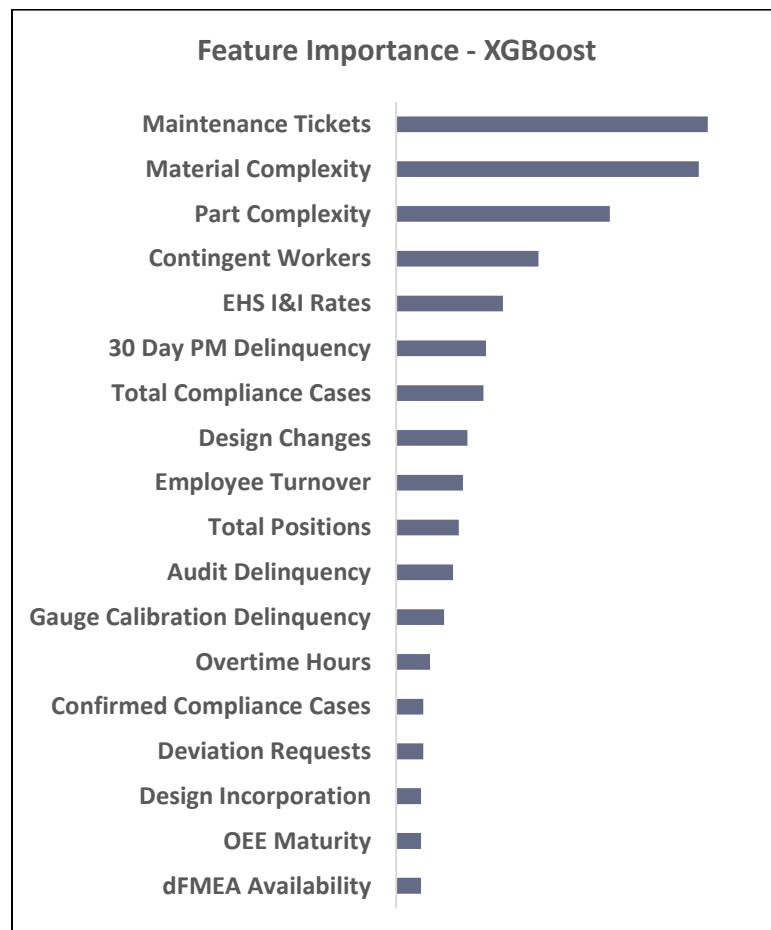 Feature Importance - XGBoost
Maintenance Tickets
Material Complexity
Part Complexity
Contingent Workers
EHS I&I Rates
30 Day PM Delinquency
Total Compliance Cases
Design Changes
Employee Turnover
Total Positions
Audit Delinquency
Gauge Calibration Delinquency
Overtime Hours
Confirmed Compliance Cases
Deviation Requests
Design Incorporation
OEE Maturity
dFMEA Availability